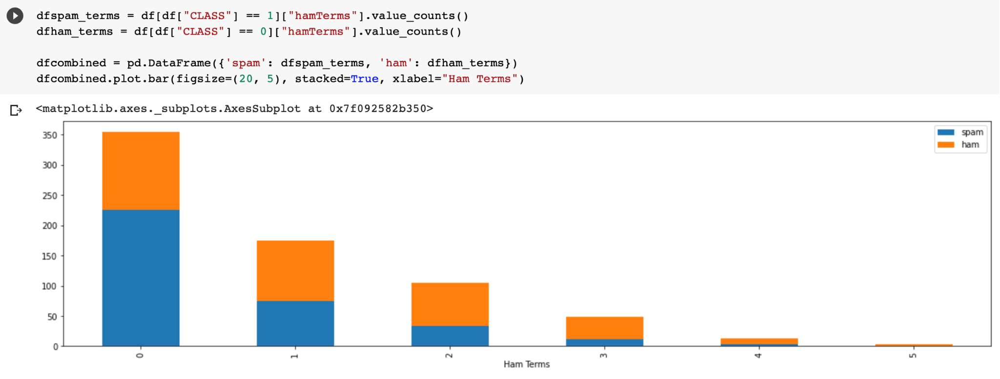 dfspam_terms = df[df["CLASS"] == 1]["hamTerms"].value_counts()
dfham_terms = df[df["CLASS"] == 0]["hamTerms"].value_counts()
dfcombined = pd.DataFrame({'spam': dfspam_terms, 'ham': dfham_terms})
dfcombined.plot.bar(figsize=(20, 5), stacked=True, xlabel="Ham Terms")
<matplotlib.axes._subplots.AxesSubplot at 0x7f092582b350>
350
300
250
200
150
100
50
0
spam
ham
0 1 2 3 4 5
Ham Terms